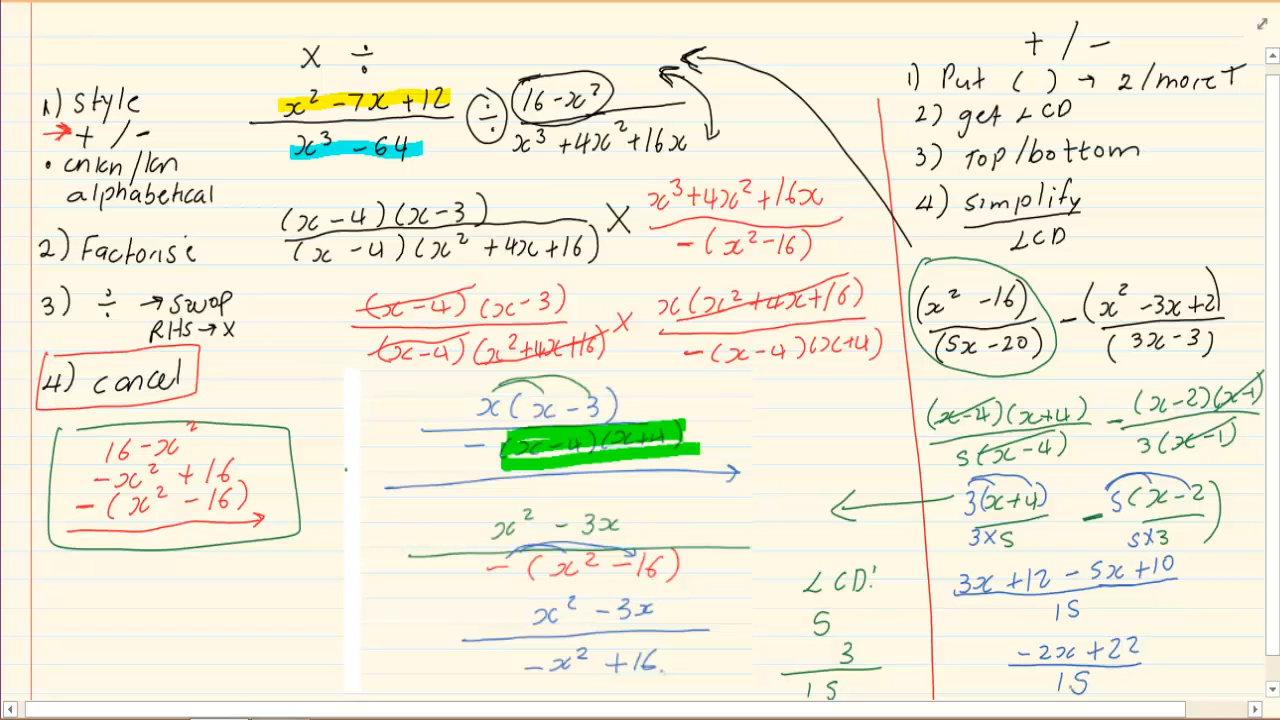 x ÷
1) Style
+ / -
• cnkn/kn
alphabetical
2) Factorise
3) ÷ → swop
RHS → x
4) cancel
16 - x²
-x² + 16
-(x² - 16)
x² - 7x + 12 ÷ 16 - x²
x³ - 64 x³ + 4x² + 16x
(x - 4)(x - 3) x x³ + 4x² + 16x
(x - 4)(x² + 4x + 16) -(x² - 16)
(x - 4)(x - 3) x x(x² + 4x + 16)
(x - 4)(x² + 4x + 16) -(x - 4)(x + 4)
x(x - 3)
-(x - 4)(x + 4)
x² - 3x
-(x² - 16)
x² - 3x
-x² + 16
+ / -
1) Put ( ) → 2/more T
2) get LCD
3) Top/bottom
4) simplify
LCD
(x² - 16) - (x² - 3x + 2)
(5x - 20) (3x - 3)
(x - 4)(x + 4) - (x - 2)(x - 1)
5(x - 4) 3(x - 1)
3(x + 4) - 5(x - 2)
3x5 5x3
3x + 12 - 5x + 10
15
-2x + 22
15
LCD:
5
3
15